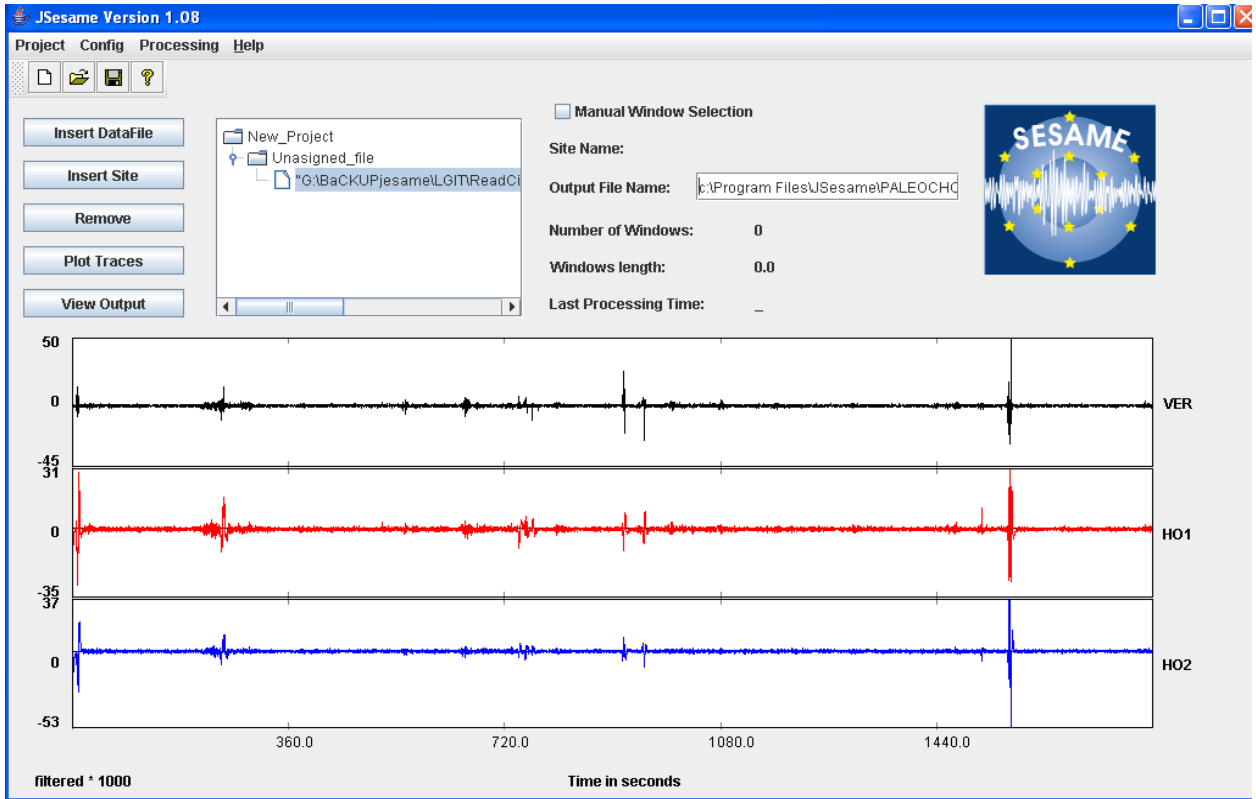 JSesame Version 1.08
Project Config Processing Help
Insert DataFile
Insert Site
Remove
Plot Traces
View Output
New_Project
Unasigned_file
"G:\BaCKUPjesame\LGIT\ReadCi
Manual Window Selection
Site Name:
Output File Name: c:\Program Files\JSesame\PALEOCHO
Number of Windows: 0
Windows length: 0.0
Last Processing Time: _
SESAME
50
0
-45
VER
31
0
-35
HO1
37
0
-53
HO2
360.0 720.0 1080.0 1440.0
filtered * 1000 Time in seconds